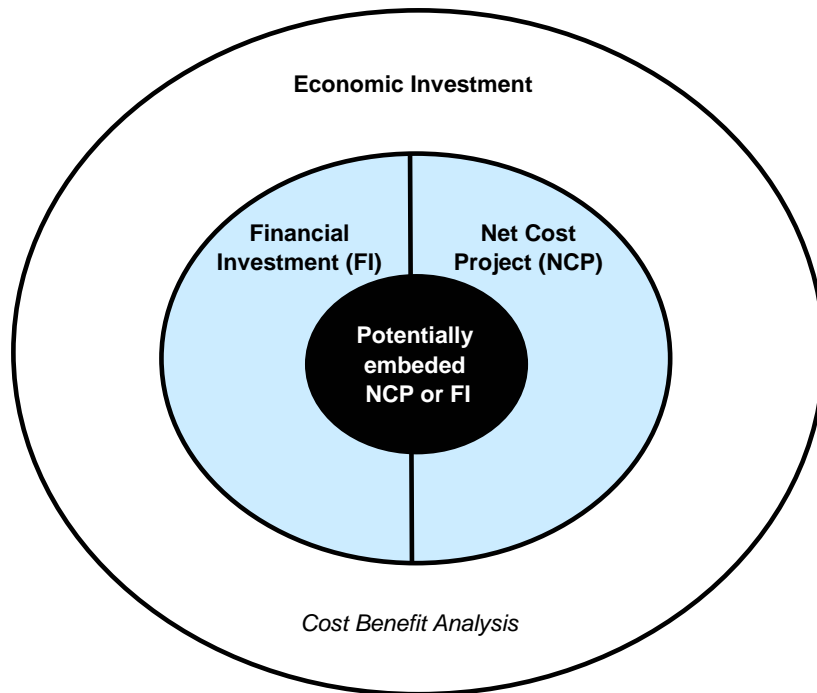 Economic Investment
Financial
Investment (FI)
Net Cost
Project (NCP)
Potentially
embeded
NCP or FI
Cost Benefit Analysis